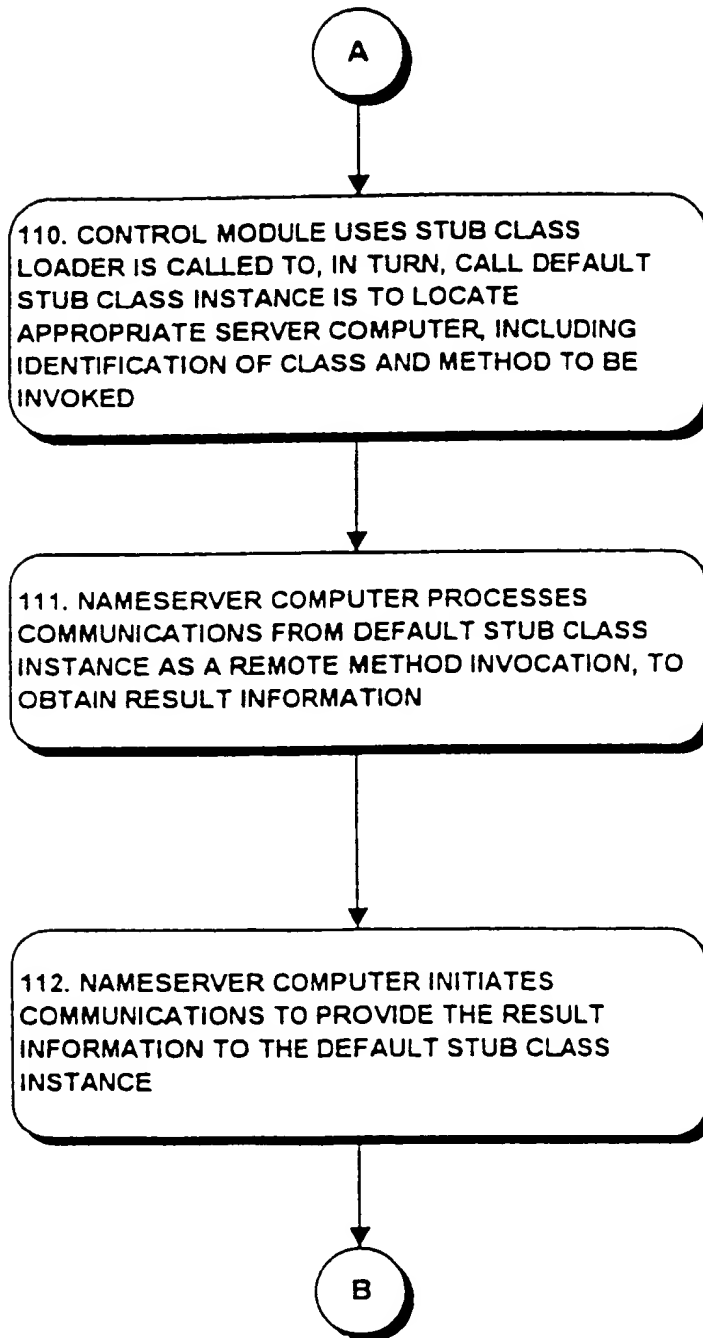 A
110. CONTROL MODULE USES STUB CLASS
LOADER IS CALLED TO, IN TURN, CALL DEFAULT
STUB CLASS INSTANCE IS TO LOCATE
APPROPRIATE SERVER COMPUTER, INCLUDING
IDENTIFICATION OF CLASS AND METHOD TO BE
INVOKED
111. NAMESERVER COMPUTER PROCESSES
COMMUNICATIONS FROM DEFAULT STUB CLASS
INSTANCE AS A REMOTE METHOD INVOCATION, TO
OBTAIN RESULT INFORMATION
112. NAMESERVER COMPUTER INITIATES
COMMUNICATIONS TO PROVIDE THE RESULT
INFORMATION TO THE DEFAULT STUB CLASS
INSTANCE
B